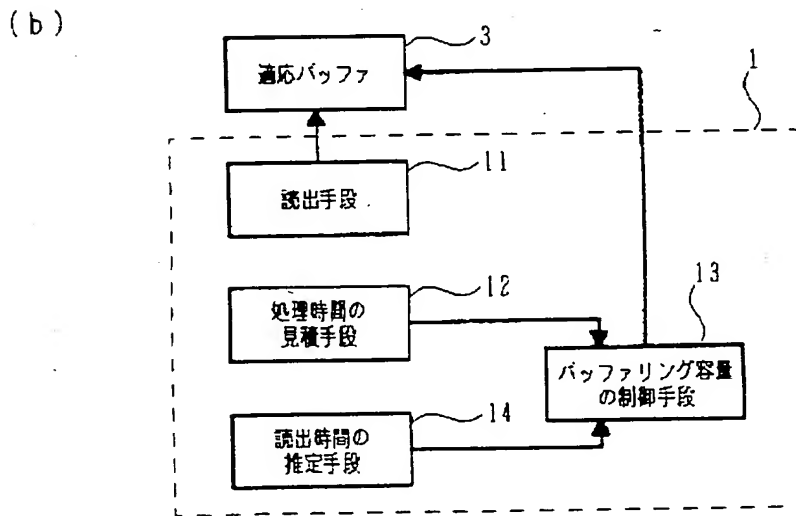 (b)
3
適応バッファ
1
11
読出手段
12
処理時間の
見積手段
13
バッファリング容量
の制御手段
14
読出時間の
推定手段